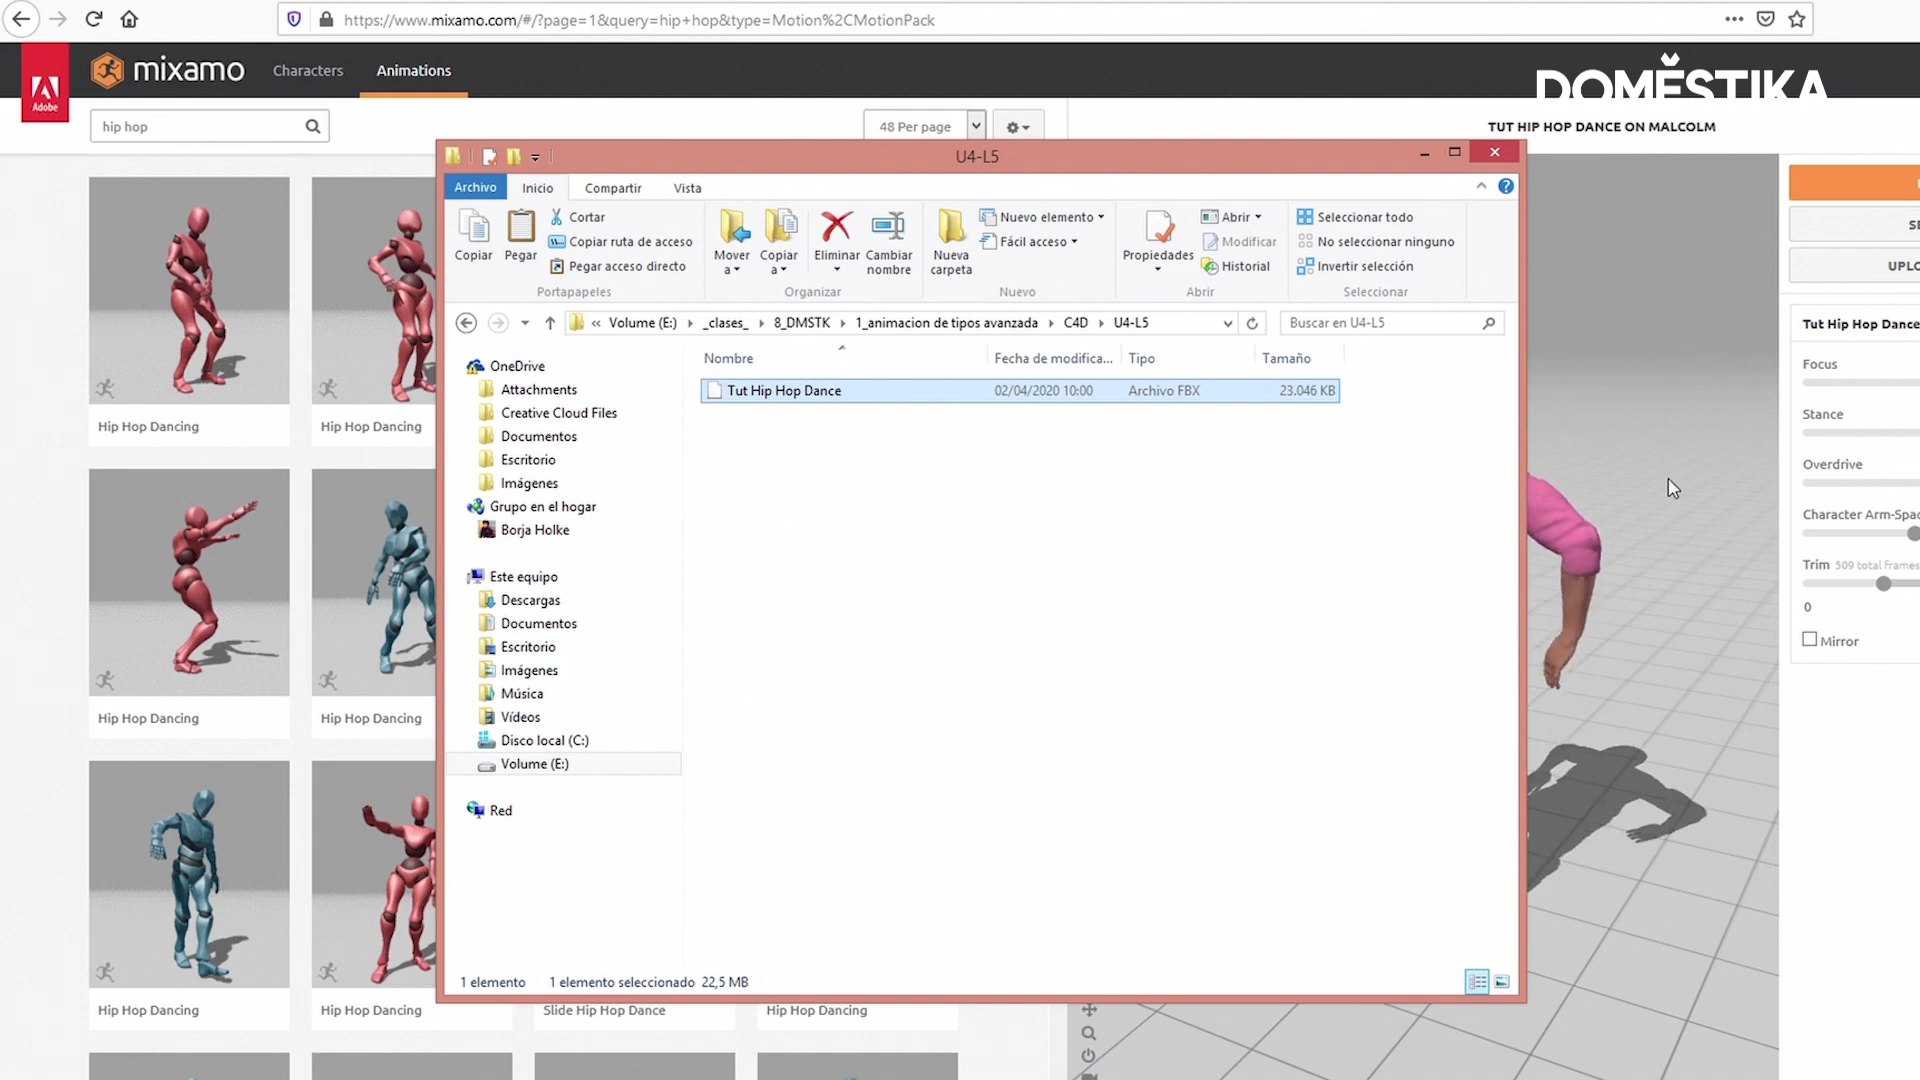 https://www.mixamo.com/#/?page=1&query=hip+hop&type=Motion%2CMotionPack
Adobe
mixamo
Characters
Animations
DOMĚSTIKA
hip hop
48 Per page
TUT HIP HOP DANCE ON MALCOLM
U4-L5
Archivo
Inicio
Compartir
Vista
Copiar
Pegar
Cortar
Copiar ruta de acceso
Pegar acceso directo
Portapapeles
Mover a
Copiar a
Eliminar
Cambiar nombre
Organizar
Nueva carpeta
Nuevo elemento
Fácil acceso
Nuevo
Propiedades
Abrir
Modificar
Historial
Abrir
Seleccionar todo
No seleccionar ninguno
Invertir selección
Seleccionar
« Volume (E:) _clases_ 8_DMSTK 1_animacion de tipos avanzada C4D U4-L5
Buscar en U4-L5
OneDrive
Attachments
Creative Cloud Files
Documentos
Escritorio
Imágenes
Grupo en el hogar
Borja Holke
Este equipo
Descargas
Documentos
Escritorio
Imágenes
Música
Vídeos
Disco local (C:)
Volume (E:)
Red
Nombre Fecha de modifica... Tipo Tamaño
Tut Hip Hop Dance 02/04/2020 10:00 Archivo FBX 23.046 KB
1 elemento 1 elemento seleccionado 22,5 MB
Hip Hop Dancing
Hip Hop Dancing
Hip Hop Dancing
Hip Hop Dancing
Hip Hop Dancing
Hip Hop Dancing
Slide Hip Hop Dance
Hip Hop Dancing
UPLO
Tut Hip Hop Dance
Focus
Stance
Overdrive
Character Arm-Spac
Trim 509 total frames
0
Mirror